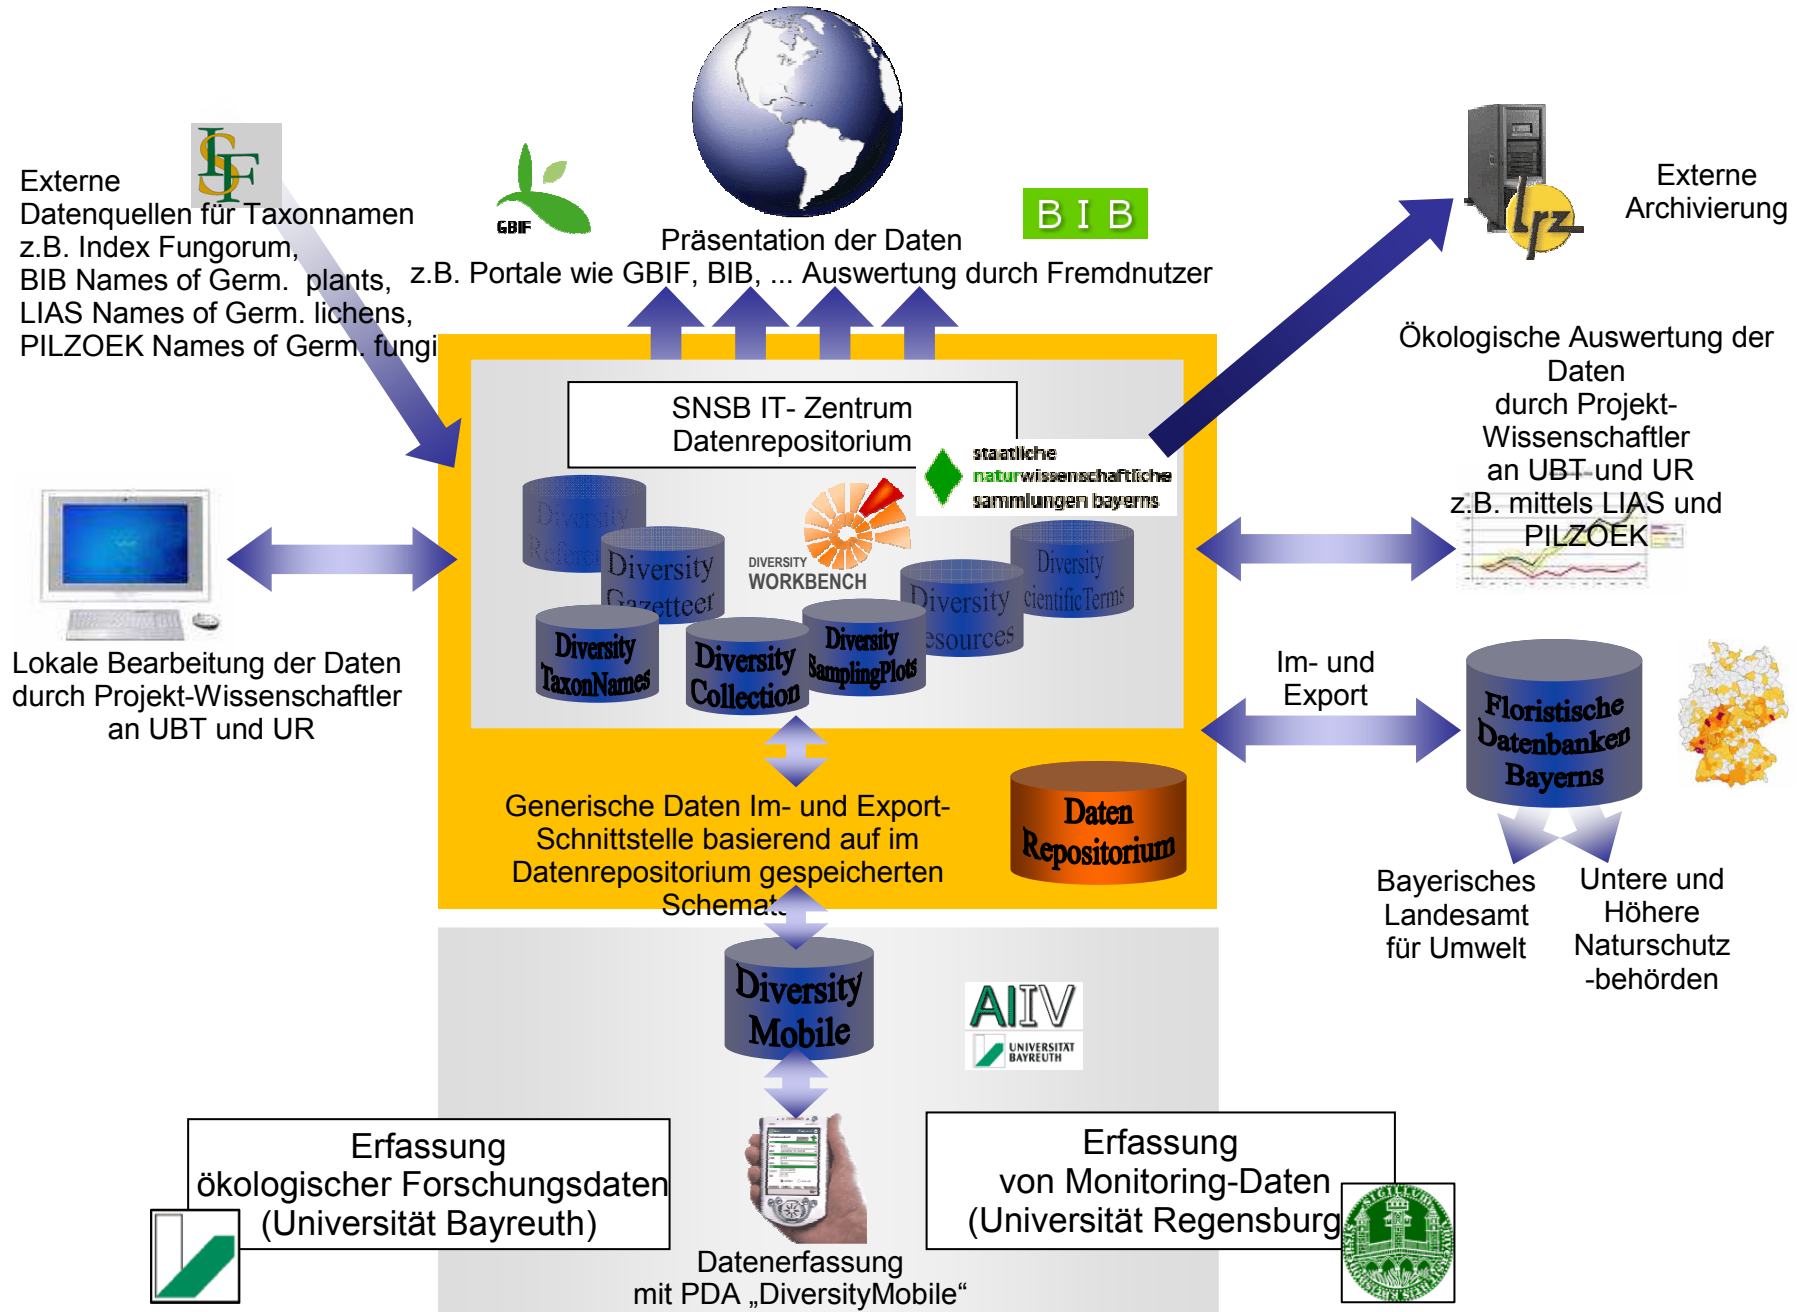 Externe
Datenquellen für Taxonnamen
z.B. Index Fungorum,
BIB Names of Germ. plants,
LIAS Names of Germ. lichens,
PILZOEK Names of Germ. fungi
ISF
GBIF
BIB
Präsentation der Daten
z.B. Portale wie GBIF, BIB, ... Auswertung durch Fremdnutzer
lrz
Externe
Archivierung
SNSB IT- Zentrum
Datenrepositorium
staatliche
naturwissenschaftliche
sammlungen bayerns
Ökologische Auswertung der
Daten
durch Projekt-
Wissenschaftler
an UBT und UR
z.B. mittels LIAS und
PILZOEK
Diversity
Diversity
Gazetteer
DIVERSITY
WORKBENCH
Diversity
Diversity
cientificTerms
Diversity
esources
Diversity
TaxonNames
Diversity
Collection
Diversity
SamplingPlots
Lokale Bearbeitung der Daten
durch Projekt-Wissenschaftler
an UBT und UR
Im- und
Export
Floristische
Datenbanken
Bayerns
Generische Daten Im- und Export-
Schnittstelle basierend auf im
Datenrepositorium gespeicherten
Schemata
Daten
Repositorium
Bayerisches
Landesamt
für Umwelt
Untere und
Höhere
Naturschutz
-behörden
Diversity
Mobile
AIIV
UNIVERSITÄT
BAYREUTH
Erfassung
ökologischer Forschungsdaten
(Universität Bayreuth)
Erfassung
von Monitoring-Daten
(Universität Regensburg
Datenerfassung
mit PDA „DiversityMobile“